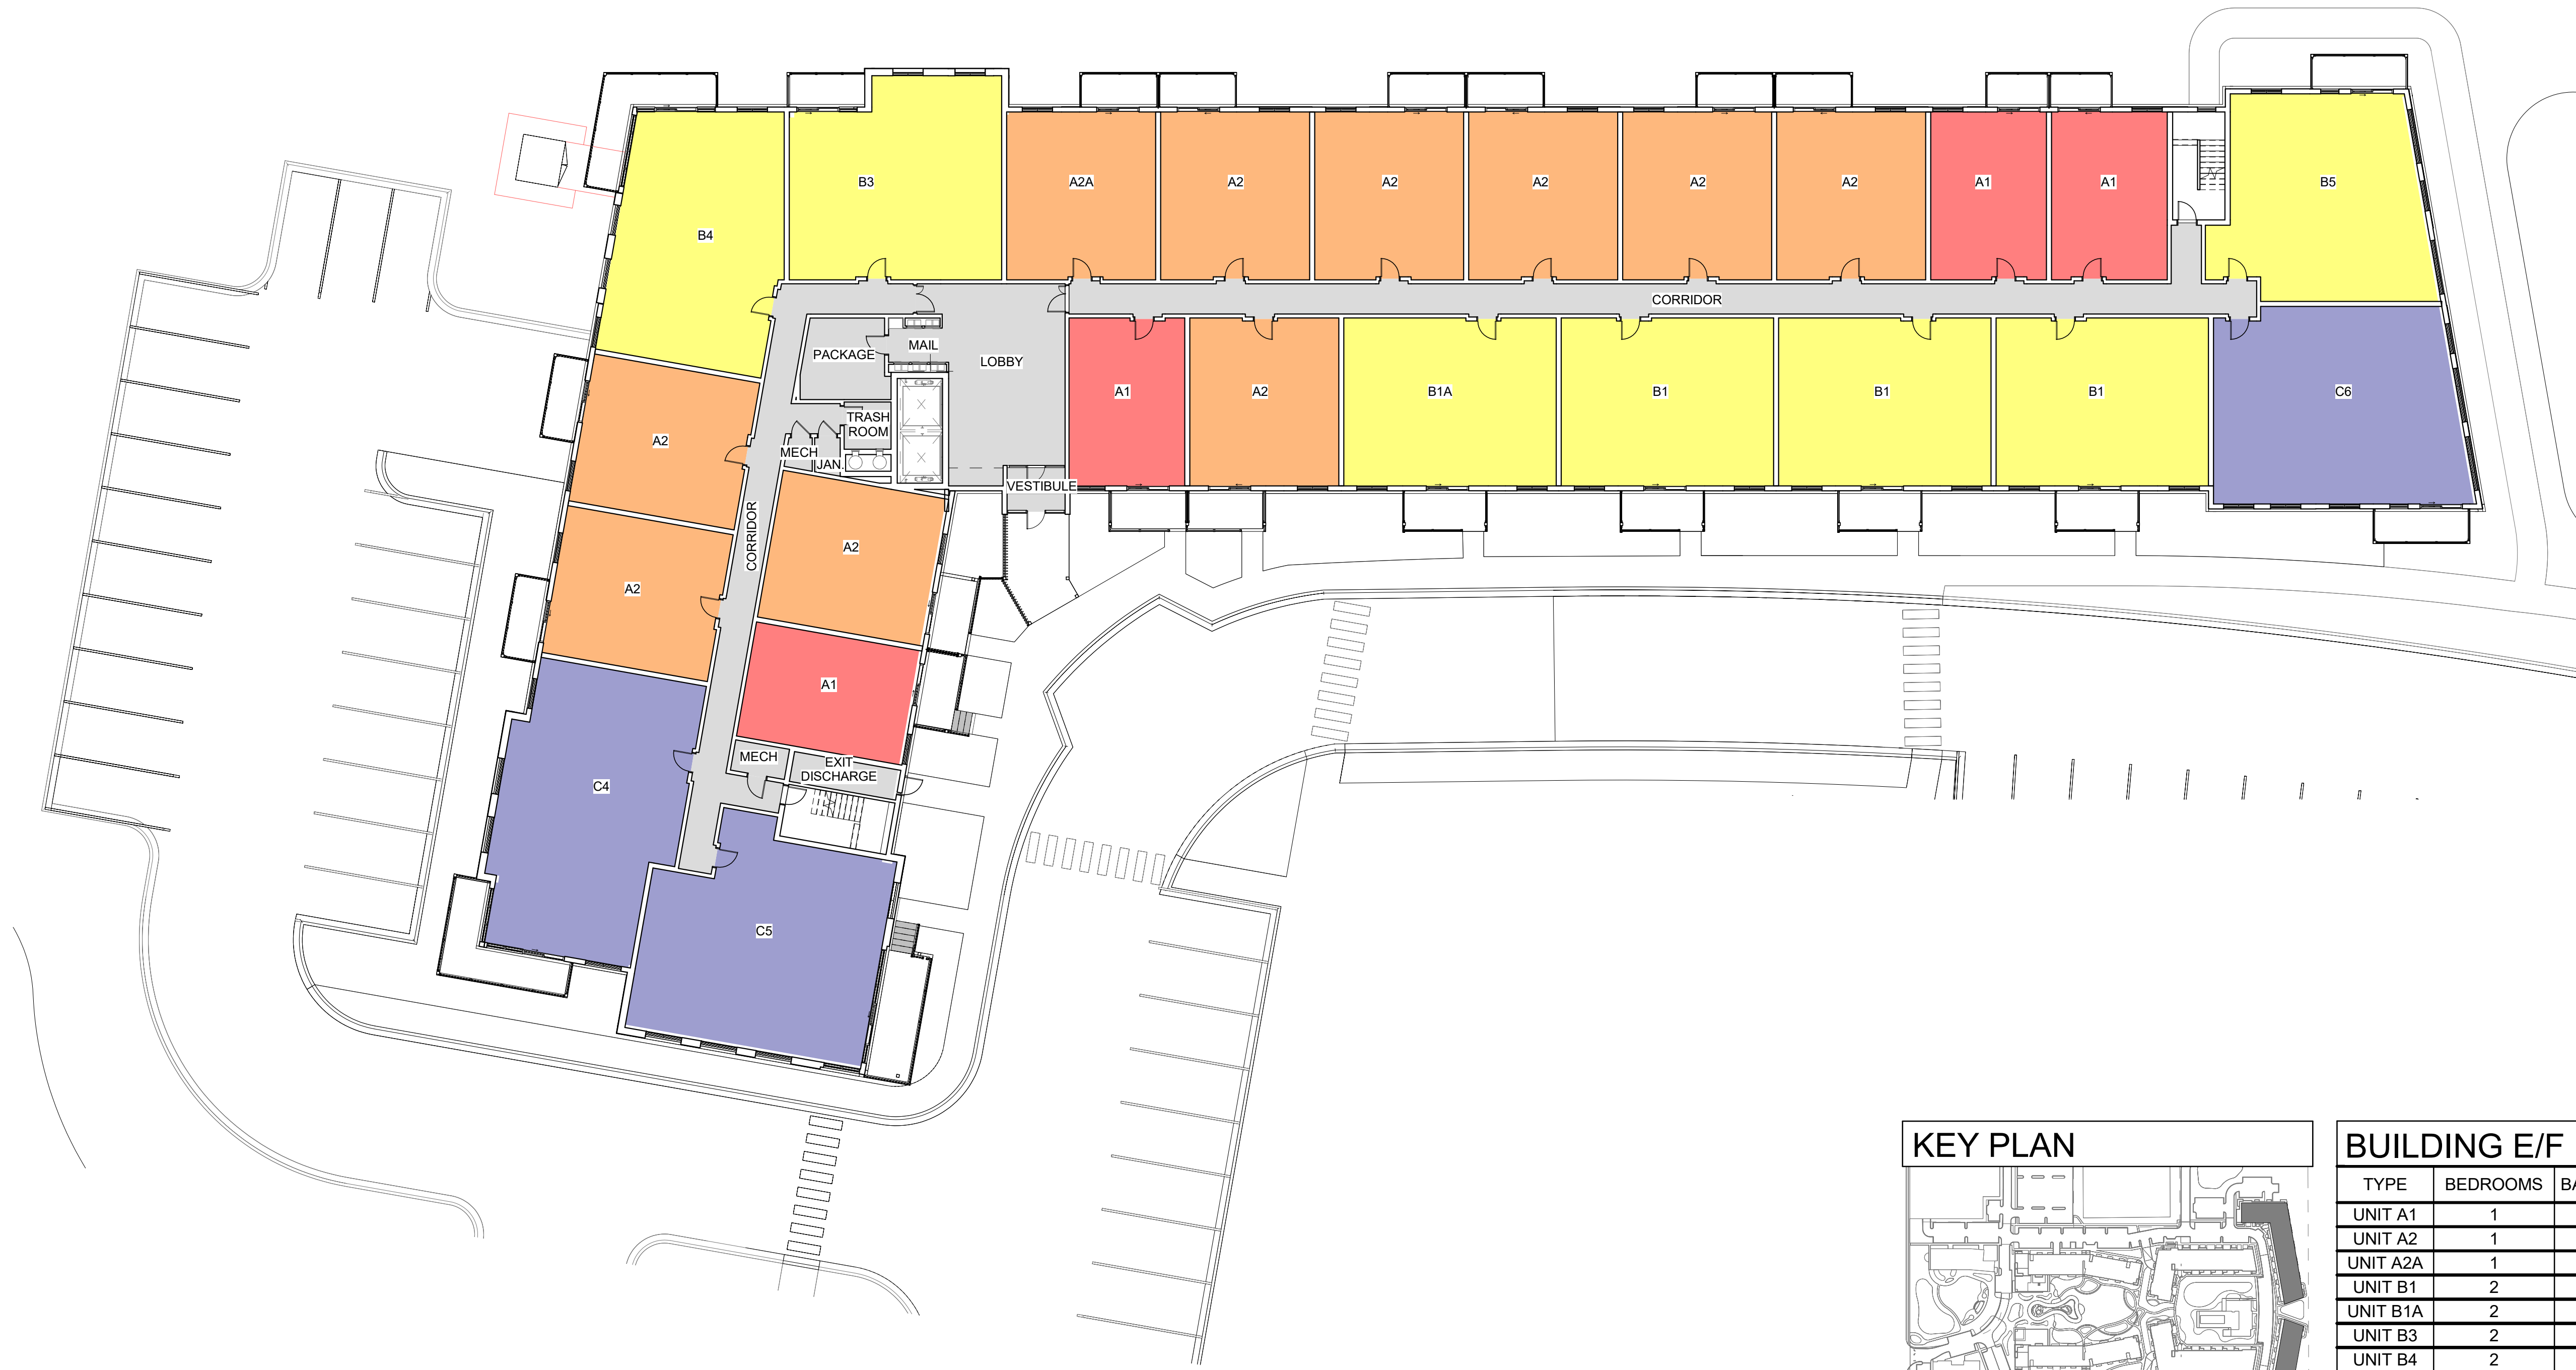 B3
A2A
A2
A2
A2
A2
A2
A1
A1
B5
B4
CORRIDOR
PACKAGE
MAIL
LOBBY
A1
A2
B1A
B1
B1
B1
C6
TRASH
ROOM
MECH
JAN.
VESTIBULE
A2
CORRIDOR
A2
A2
A1
MECH
EXIT
DISCHARGE
C4
C5
KEY PLAN
BUILDING E/F
TYPE BEDROOMS
UNIT A1 1
UNIT A2 1
UNIT A2A 1
UNIT B1 2
UNIT B1A 2
UNIT B3 2
UNIT B4 2